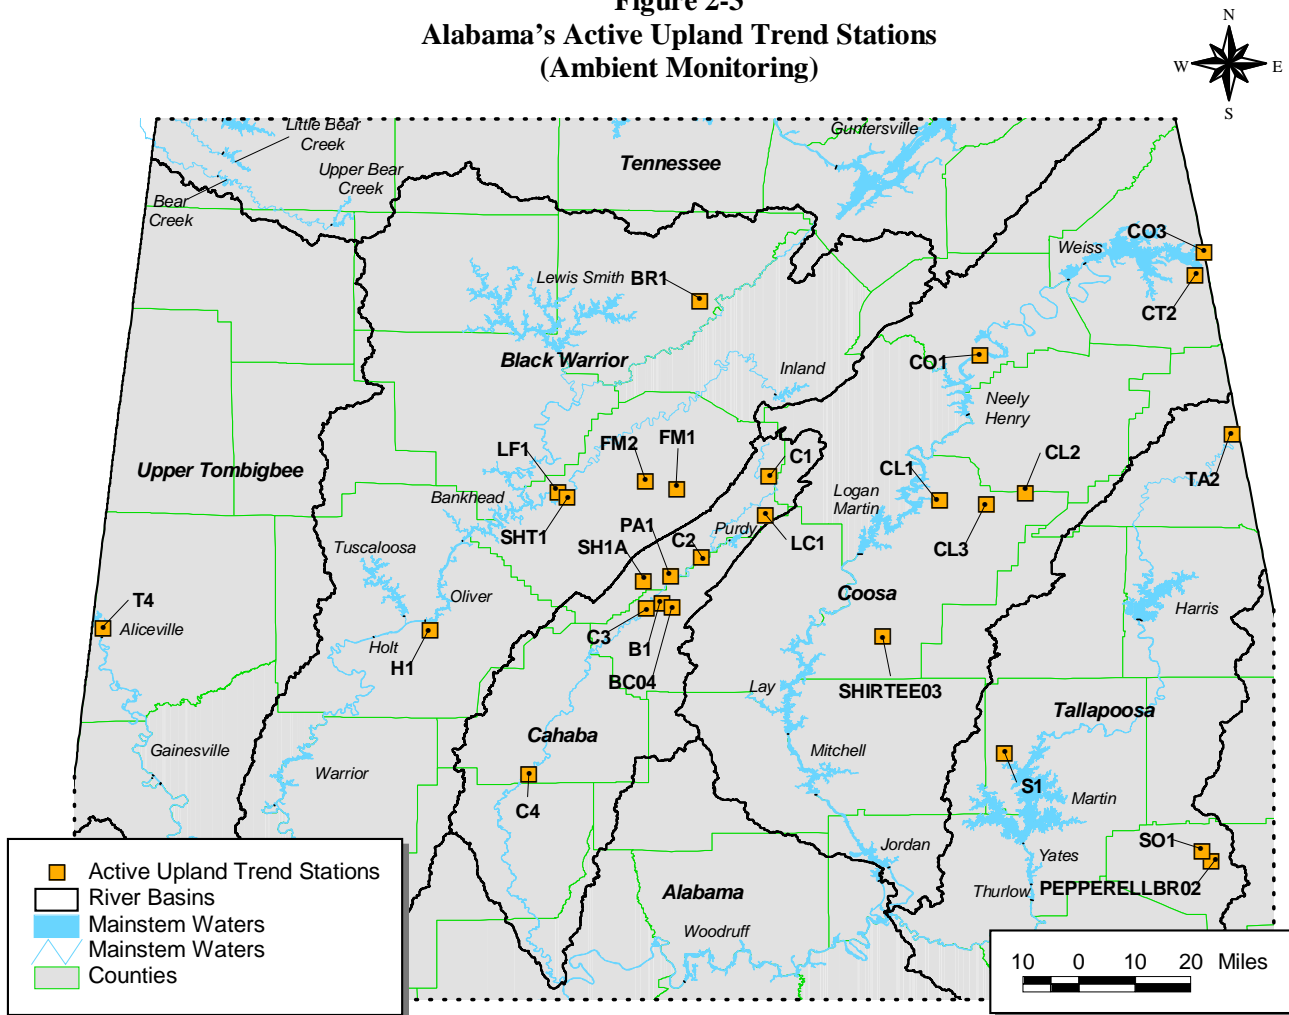 Figure 2-3
Alabama's Active Upland Trend Stations
(Ambient Monitoring)
N
W
E
S
Little Bear
Creek
Guntersville
Tennessee
Upper Bear
Creek
Bear
Creek
CO3
Weiss
Lewis Smith
BR1
CT2
Black Warrior
CO1
Inland
Neely
Henry
FM2
FM1
LF1
C1
CL2
Upper Tombigbee
CL1
TA2
Bankhead
Logan
Martin
PA1
Purdy
SHT1
SH1A
C2
LC1
CL3
Tuscaloosa
Coosa
Oliver
T4
Aliceville
Harris
C3
Holt
B1
H1
BC04
Lay
SHIRTEE03
Tallapoosa
Cahaba
Gainesville
Mitchell
Warrior
S1
Martin
C4
SO1
Jordan
Yates
Active Upland Trend Stations
River Basins
Mainstem Waters
Mainstem Waters
Counties
Alabama
Thurlow
PEPPERELLBR02
Woodruff
10 0 10 20 Miles